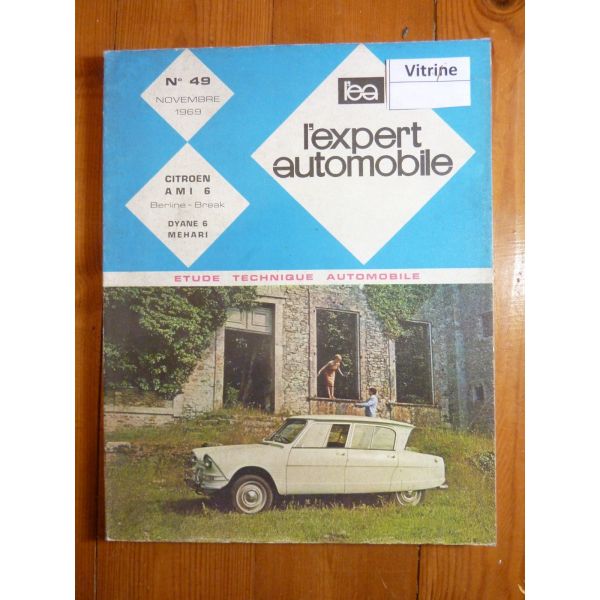 N° 49
NOVEMBRE
1969
l'ea
Vitrine
l'expert
automobile
CITROEN
AMI 6
Berline - Break
DYANE 6
MEHARI
ETUDE TECHNIQUE AUTOMOBILE